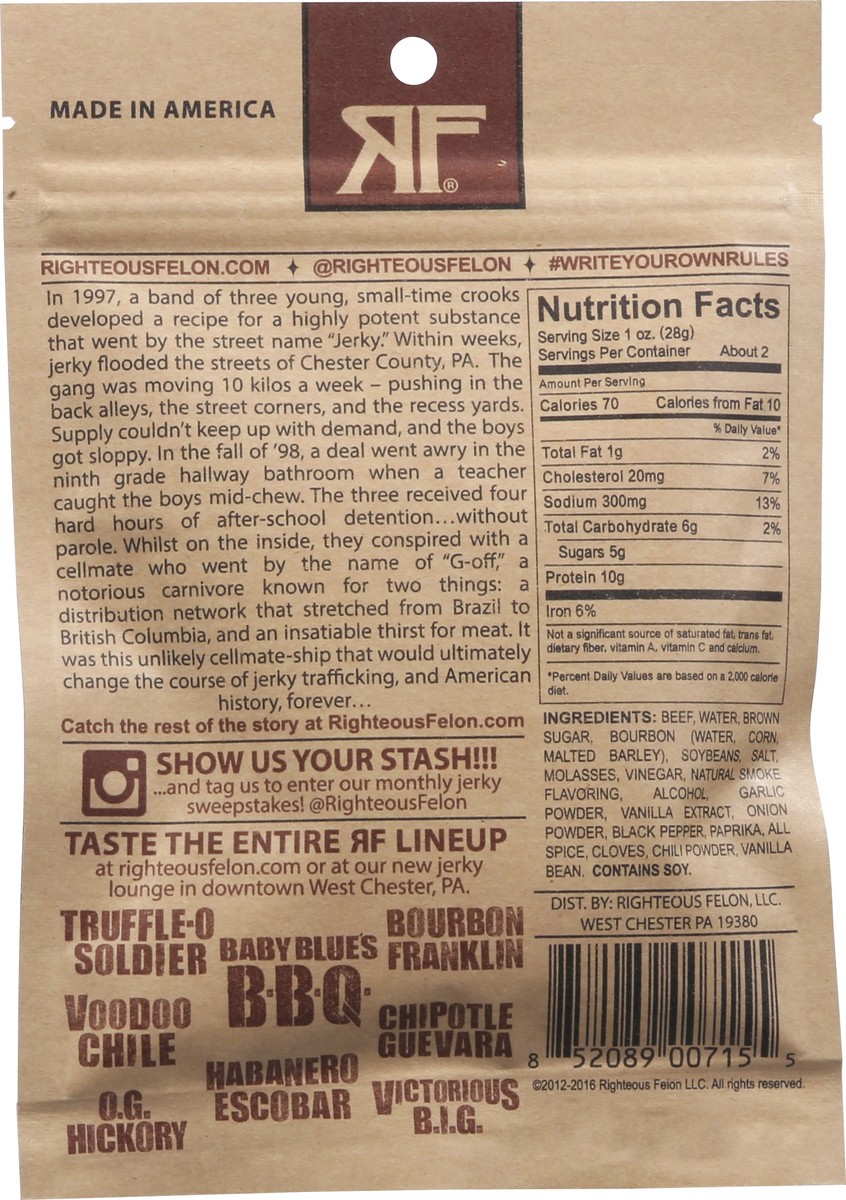 MADE IN AMERICA
RF®
RIGHTEOUSFELON.COM ✦ @RIGHTEOUSFELON ✦ #WRITEYOUROWNRULES
In 1997, a band of three young, small-time crooks
developed a recipe for a highly potent substance
that went by the street name “Jerky.” Within weeks,
jerky flooded the streets of Chester County, PA. The
gang was moving 10 kilos a week – pushing in the
back alleys, the street corners, and the recess yards.
Supply couldn’t keep up with demand, and the boys
got sloppy. In the fall of ’98, a deal went awry in the
ninth grade hallway bathroom when a teacher
caught the boys mid-chew. The three received four
hard hours of after-school detention…without
parole. Whilst on the inside, they conspired with a
cellmate who went by the name of “G-off,” a
notorious carnivore known for two things: a
distribution network that stretched from Brazil to
British Columbia, and an insatiable thirst for meat. It
was this unlikely cellmate-ship that would ultimately
change the course of jerky trafficking, and American
history, forever…
Catch the rest of the story at RighteousFelon.com
SHOW US YOUR STASH!!!
...and tag us to enter our monthly jerky
sweepstakes! @RighteousFelon
TASTE THE ENTIRE RF LINEUP
at righteousfelon.com or at our new jerky
lounge in downtown West Chester, PA.
TRUFFLE-O
SOLDIER
BABY BLUE'S
B·B·Q·
BOURBON
FRANKLIN
VOODOO
CHILE
CHIPOTLE
GUEVARA
HABANERO
ESCOBAR
O.G.
HICKORY
VICTORIOUS
B.I.G.
Nutrition Facts
Serving Size 1 oz. (28g)
Servings Per Container About 2
Amount Per Serving
Calories 70 Calories from Fat 10
% Daily Value*
Total Fat 1g 2%
Cholesterol 20mg 7%
Sodium 300mg 13%
Total Carbohydrate 6g 2%
Sugars 5g
Protein 10g
Iron 6%
Not a significant source of saturated fat, trans fat,
dietary fiber, vitamin A, vitamin C and calcium.
*Percent Daily Values are based on a 2,000 calorie
diet.
INGREDIENTS: BEEF, WATER, BROWN
SUGAR, BOURBON (WATER, CORN,
MALTED BARLEY), SOYBEANS, SALT,
MOLASSES, VINEGAR, NATURAL SMOKE
FLAVORING, ALCOHOL, GARLIC
POWDER, VANILLA EXTRACT, ONION
POWDER, BLACK PEPPER, PAPRIKA, ALL
SPICE, CLOVES, CHILI POWDER, VANILLA
BEAN. CONTAINS SOY.
DIST. BY: RIGHTEOUS FELON, LLC.
WEST CHESTER PA 19380
8 52089 00715 5
©2012-2016 Righteous Felon LLC. All rights reserved.